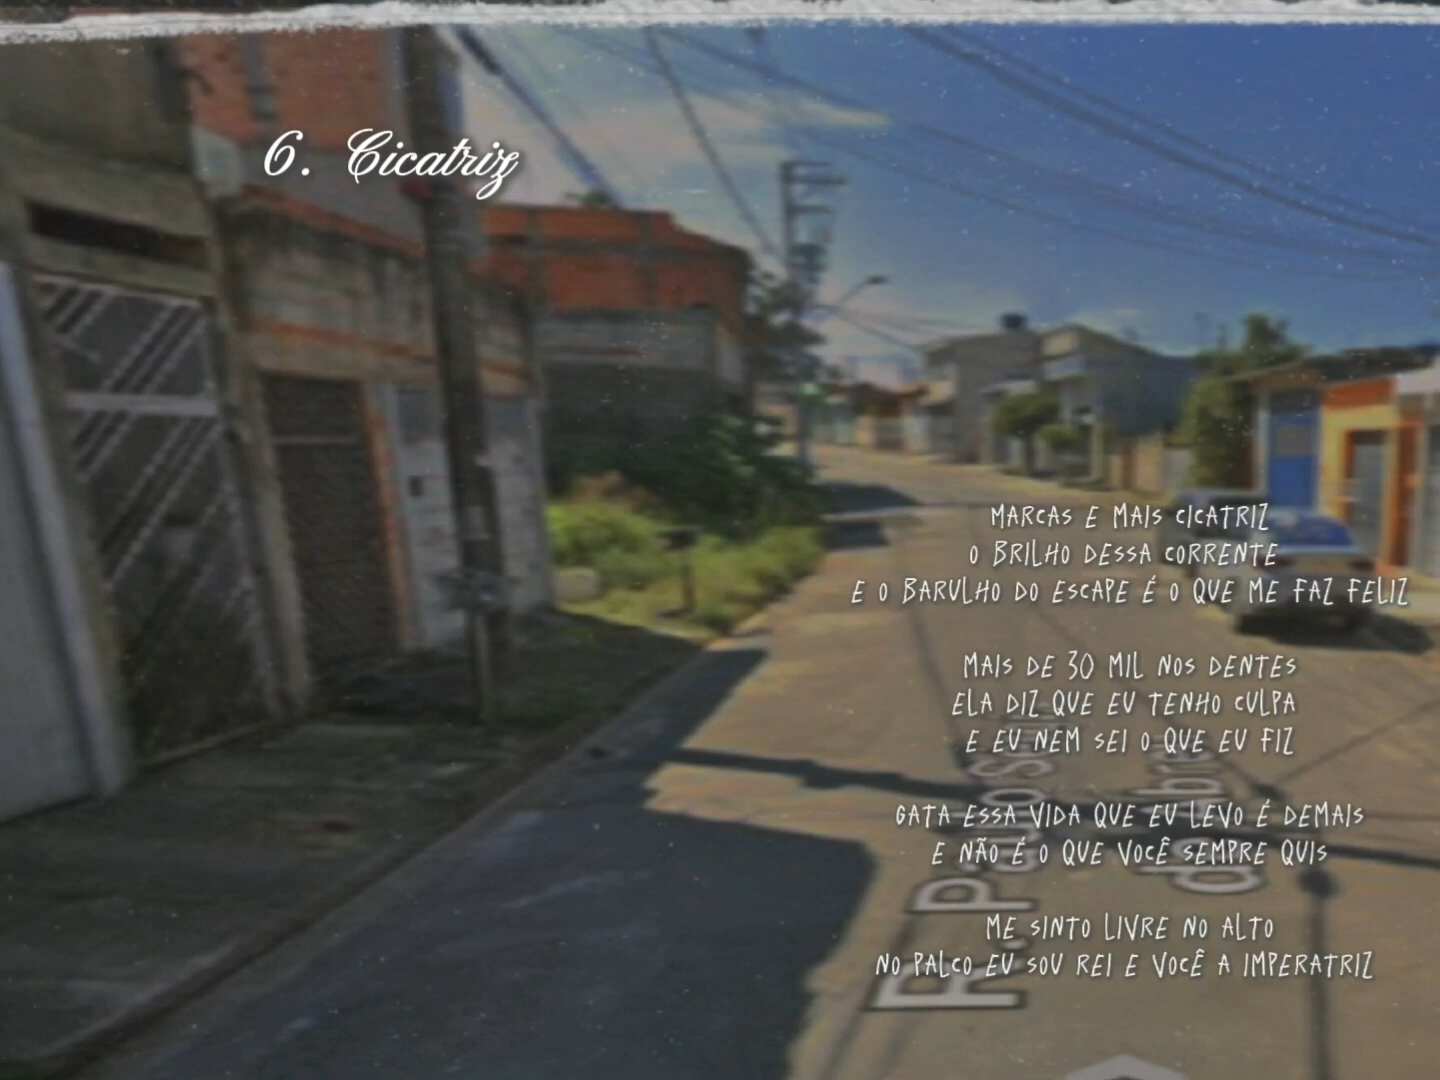 6. Cicatriz
MARCAS E MAIS CICATRIZ
O BRILHO DESSA CORRENTE
E O BARULHO DO ESCAPE É O QUE ME FAZ FELIZ
MAIS DE 30 MIL NOS DENTES
ELA DIZ QUE EU TENHO CULPA
E EU NEM SEI O QUE EU FIZ
GATA ESSA VIDA QUE EU LEVO É DEMAIS
E NÃO É O QUE VOCÊ SEMPRE QUIS
ME SINTO LIVRE NO ALTO
NO PALCO EU SOU REI E VOCÊ A IMPERATRIZ
R. Paulo